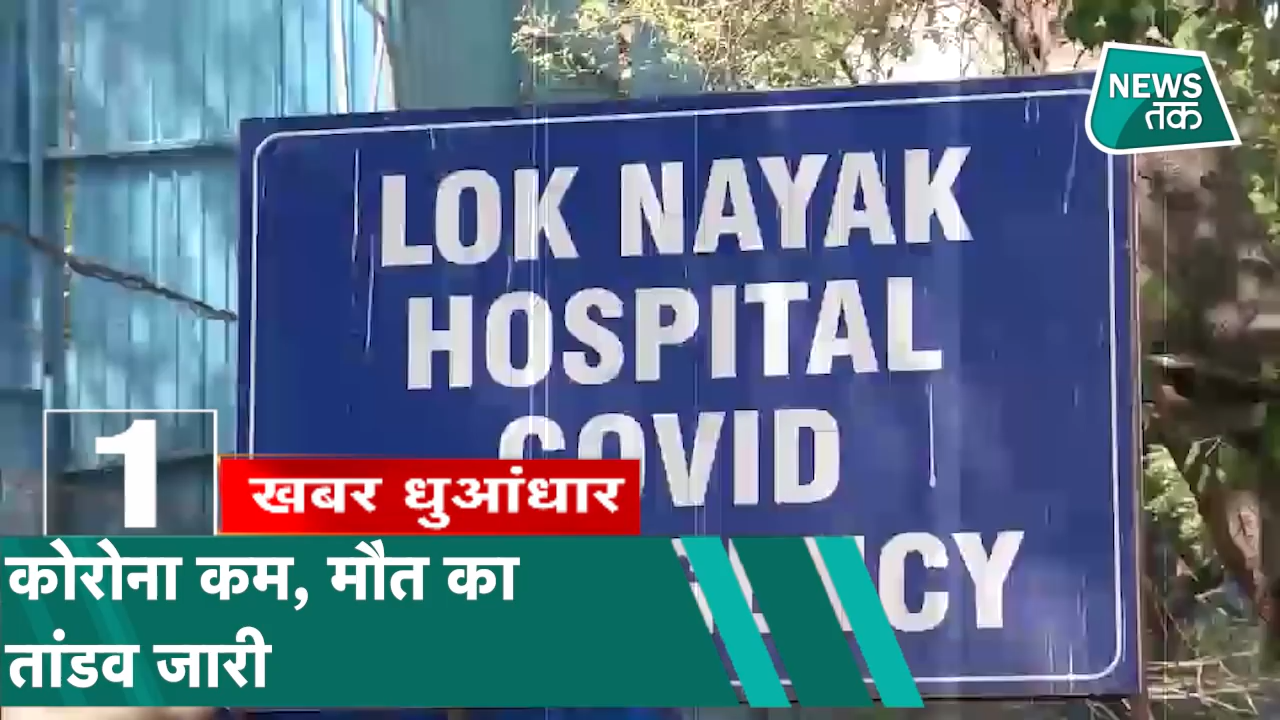 NEWS
तक
LOK NAYAK
HOSPITAL
COVID
1
खबर धुआंधार
कोरोना कम, मौत का
तांडव जारी